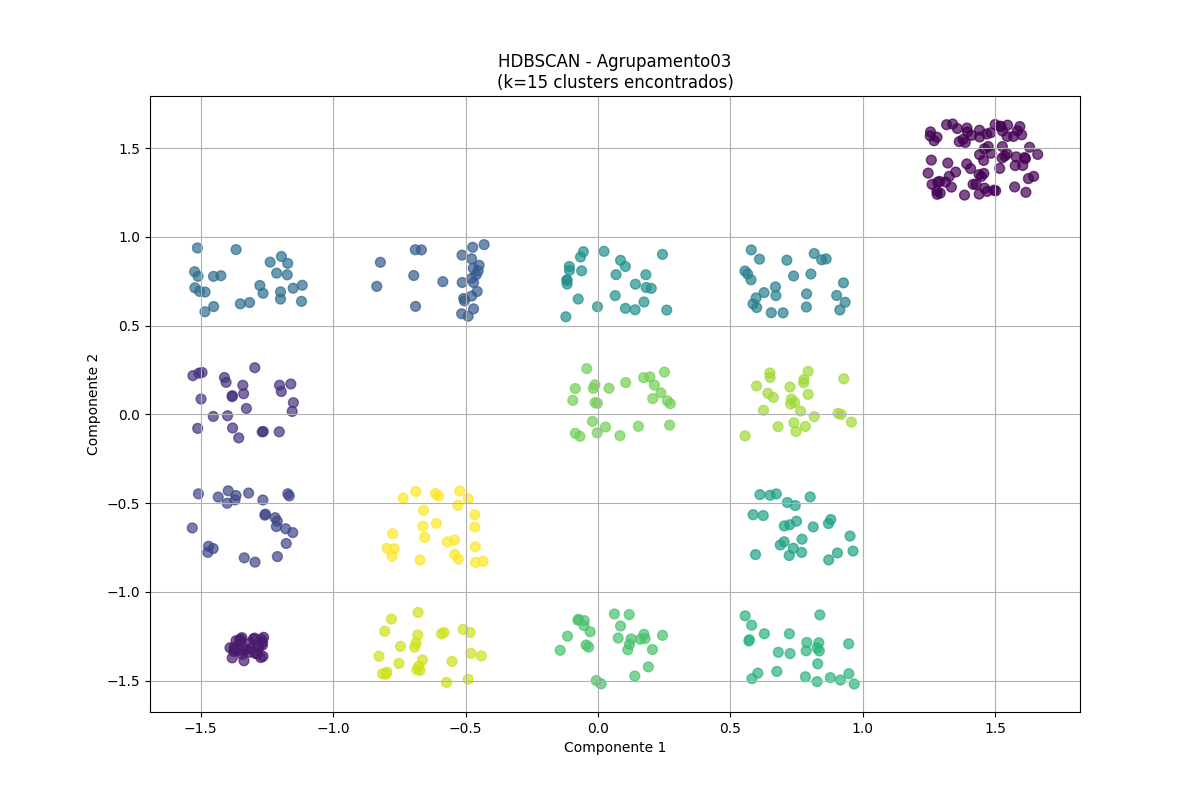 HDBSCAN - Agrupamento03
(k=15 clusters encontrados)
Componente 2
1.5
1.0
0.5
0.0
−0.5
−1.0
−1.5
−1.5 −1.0 −0.5 0.0 0.5 1.0 1.5
Componente 1